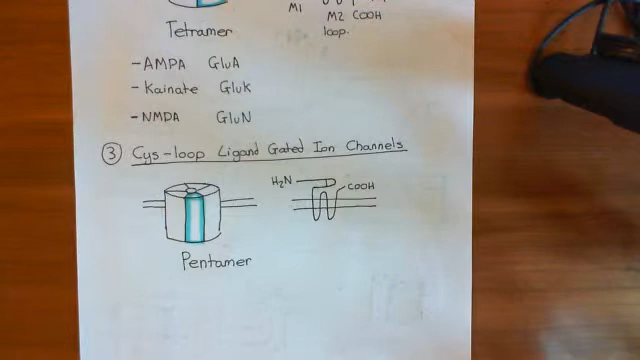 M1
M2 COOH
loop.
Tetramer
-AMPA GluA
-Kainate GluK
-NMPA GluN
③ Cys-loop Ligand Gated Ion Channels
H2N
COOH
Pentamer